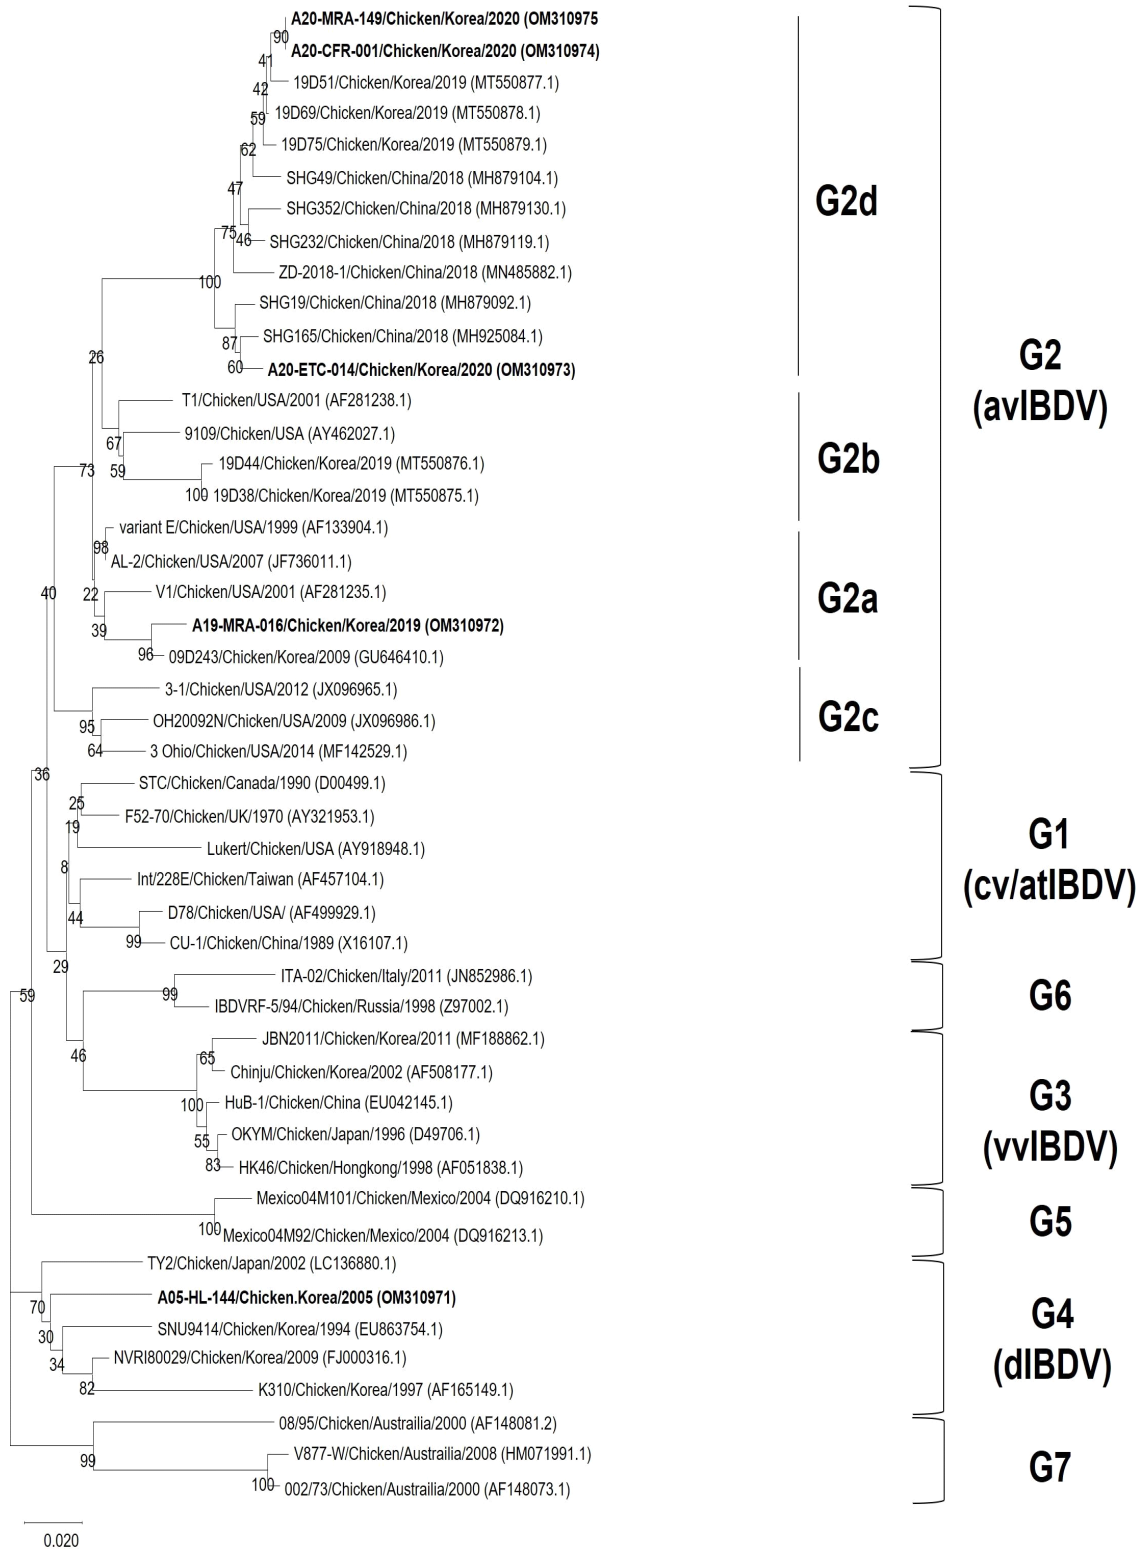 A20-MRA-149/Chicken/Korea/2020 (OM310975
90
A20-CFR-001/Chicken/Korea/2020 (OM310974)
41
19D51/Chicken/Korea/2019 (MT550877.1)
42
19D69/Chicken/Korea/2019 (MT550878.1)
59
19D75/Chicken/Korea/2019 (MT550879.1)
62
SHG49/Chicken/China/2018 (MH879104.1)
47
SHG352/Chicken/China/2018 (MH879130.1)
75
46
SHG232/Chicken/China/2018 (MH879119.1)
ZD-2018-1/Chicken/China/2018 (MN485882.1)
100
SHG19/Chicken/China/2018 (MH879092.1)
SHG165/Chicken/China/2018 (MH925084.1)
87
60
A20-ETC-014/Chicken/Korea/2020 (OM310973)
G2d
26
T1/Chicken/USA/2001 (AF281238.1)
9109/Chicken/USA (AY462027.1)
67
19D44/Chicken/Korea/2019 (MT550876.1)
59
73
100
19D38/Chicken/Korea/2019 (MT550875.1)
G2b
variant E/Chicken/USA/1999 (AF133904.1)
98
AL-2/Chicken/USA/2007 (JF736011.1)
V1/Chicken/USA/2001 (AF281235.1)
22
40
A19-MRA-016/Chicken/Korea/2019 (OM310972)
39
96
09D243/Chicken/Korea/2009 (GU646410.1)
G2a
3-1/Chicken/USA/2012 (JX096965.1)
OH20092N/Chicken/USA/2009 (JX096986.1)
95
64
3 Ohio/Chicken/USA/2014 (MF142529.1)
G2c
G2
(avIBDV)
36
STC/Chicken/Canada/1990 (D00499.1)
25
F52-70/Chicken/UK/1970 (AY321953.1)
19
Lukert/Chicken/USA (AY918948.1)
8
Int/228E/Chicken/Taiwan (AF457104.1)
44
D78/Chicken/USA/ (AF499929.1)
99
CU-1/Chicken/China/1989 (X16107.1)
G1
(cv/atIBDV)
29
ITA-02/Chicken/Italy/2011 (JN852986.1)
99
59
IBDVRF-5/94/Chicken/Russia/1998 (Z97002.1)
G6
46
JBN2011/Chicken/Korea/2011 (MF188862.1)
65
Chinju/Chicken/Korea/2002 (AF508177.1)
100
HuB-1/Chicken/China (EU042145.1)
OKYM/Chicken/Japan/1996 (D49706.1)
55
83
HK46/Chicken/Hongkong/1998 (AF051838.1)
G3
(vvIBDV)
Mexico04M101/Chicken/Mexico/2004 (DQ916210.1)
100
Mexico04M92/Chicken/Mexico/2004 (DQ916213.1)
G5
TY2/Chicken/Japan/2002 (LC136880.1)
70
A05-HL-144/Chicken.Korea/2005 (OM310971)
30
SNU9414/Chicken/Korea/1994 (EU863754.1)
34
NVRI80029/Chicken/Korea/2009 (FJ000316.1)
82
K310/Chicken/Korea/1997 (AF165149.1)
G4
(dIBDV)
08/95/Chicken/Austrailia/2000 (AF148081.2)
99
V877-W/Chicken/Austrailia/2008 (HM071991.1)
100
002/73/Chicken/Austrailia/2000 (AF148073.1)
G7
0.020